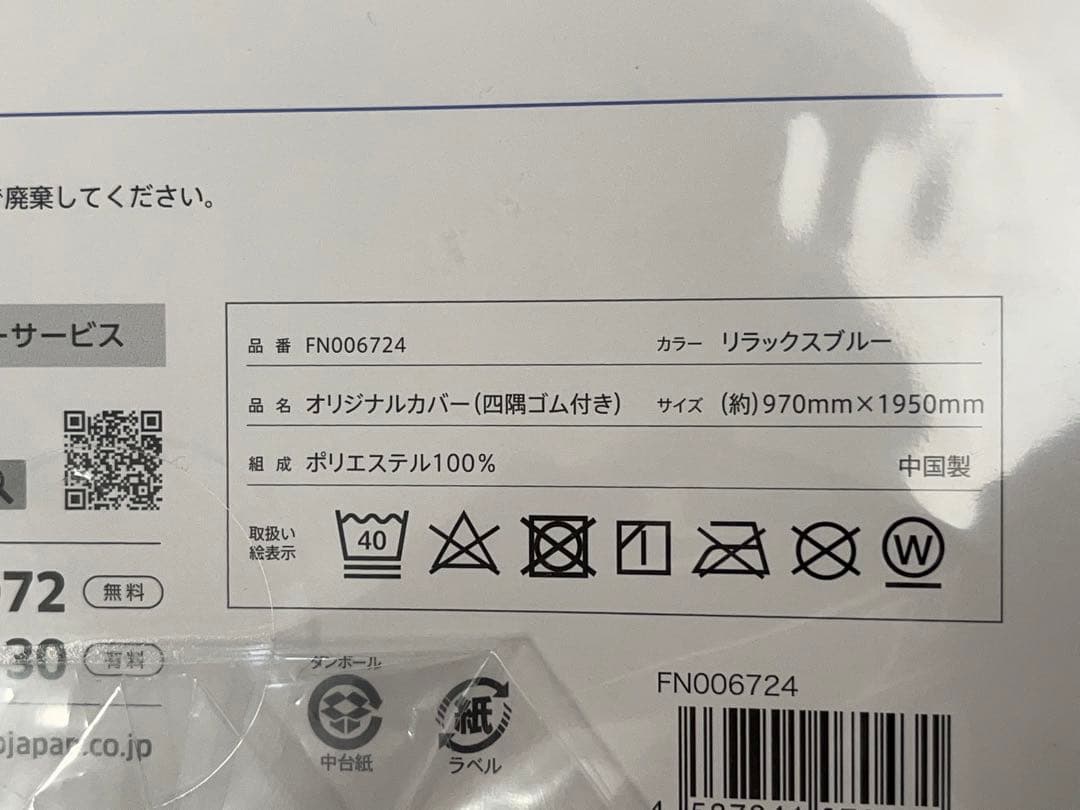 廃棄してください。
ーサービス
品番 FN006724 カラー リラックスブルー
品名 オリジナルカバー(四隅ゴム付き) サイズ (約)970mm×1950mm
組成 ポリエステル100% 中国製
取扱い
絵表示
40
W
72 無料
30 有料
japan.co.jp
ダンボール
中台紙
紙
ラベル
FN006724